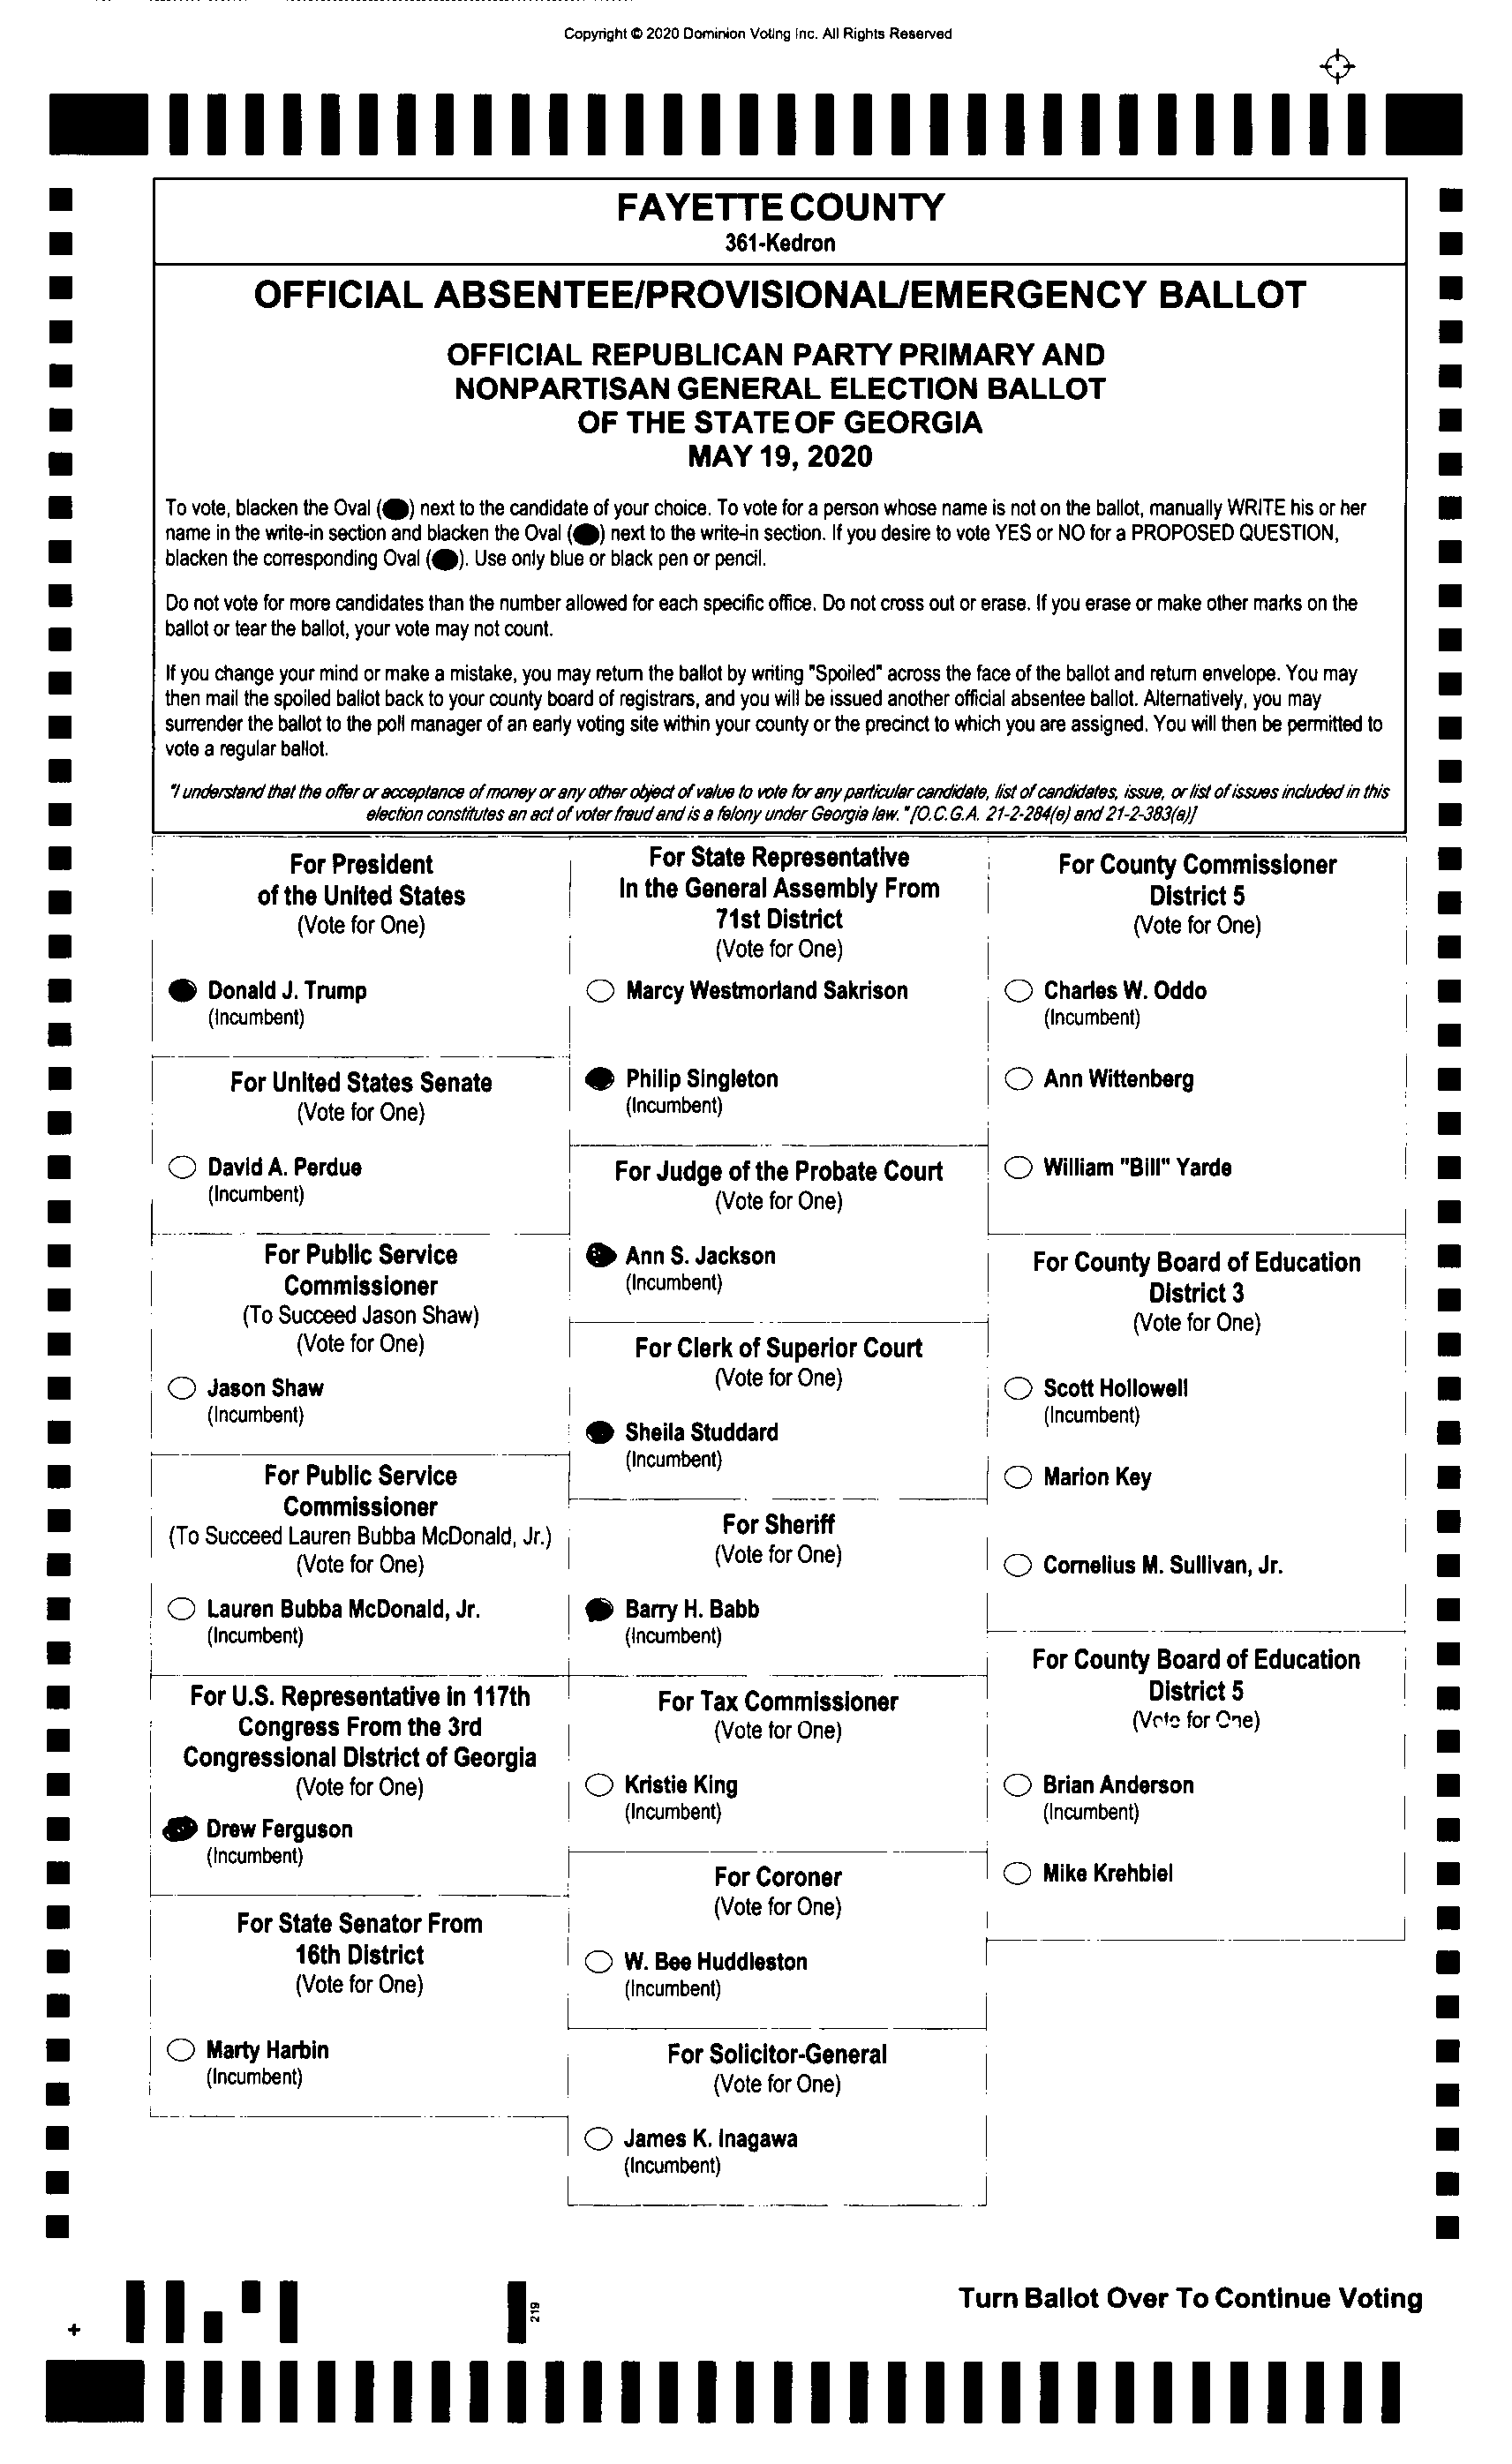 Copyright © 2020 Dominion Voting Inc. All Rights Reserved
FAYETTE COUNTY
361-Kedron
OFFICIAL ABSENTEE/PROVISIONAL/EMERGENCY BALLOT
OFFICIAL REPUBLICAN PARTY PRIMARY AND
NONPARTISAN GENERAL ELECTION BALLOT
OF THE STATE OF GEORGIA
MAY 19, 2020
To vote, blacken the Oval ( ) next to the candidate of your choice. To vote for a person whose name is not on the ballot, manually WRITE his or her
name in the write-in section and blacken the Oval ( ) next to the write-in section. If you desire to vote YES or NO for a PROPOSED QUESTION,
blacken the corresponding Oval ( ). Use only blue or black pen or pencil.
Do not vote for more candidates than the number allowed for each specific office. Do not cross out or erase. If you erase or make other marks on the
ballot or tear the ballot, your vote may not count.
If you change your mind or make a mistake, you may return the ballot by writing "Spoiled" across the face of the ballot and return envelope. You may
then mail the spoiled ballot back to your county board of registrars, and you will be issued another official absentee ballot. Alternatively, you may
surrender the ballot to the poll manager of an early voting site within your county or the precinct to which you are assigned. You will then be permitted to
vote a regular ballot.
"I understand that the offer or acceptance of money or any other object of value to vote for any particular candidate, list of candidates, issue, or list of issues included in this
election constitutes an act of voter fraud and is a felony under Georgia law." [O.C.G.A. 21-2-284(e) and 21-2-383(a)]
For President
of the United States
(Vote for One)
Donald J. Trump
(Incumbent)
For United States Senate
(Vote for One)
David A. Perdue
(Incumbent)
For Public Service
Commissioner
(To Succeed Jason Shaw)
(Vote for One)
Jason Shaw
(Incumbent)
For Public Service
Commissioner
(To Succeed Lauren Bubba McDonald, Jr.)
(Vote for One)
Lauren Bubba McDonald, Jr.
(Incumbent)
For U.S. Representative in 117th
Congress From the 3rd
Congressional District of Georgia
(Vote for One)
Drew Ferguson
(Incumbent)
For State Senator From
16th District
(Vote for One)
Marty Harbin
(Incumbent)
For State Representative
In the General Assembly From
71st District
(Vote for One)
Marcy Westmorland Sakrison
Philip Singleton
(Incumbent)
For Judge of the Probate Court
(Vote for One)
Ann S. Jackson
(Incumbent)
For Clerk of Superior Court
(Vote for One)
Sheila Studdard
(Incumbent)
For Sheriff
(Vote for One)
Barry H. Babb
(Incumbent)
For Tax Commissioner
(Vote for One)
Kristie King
(Incumbent)
For Coroner
(Vote for One)
W. Bee Huddleston
(Incumbent)
For Solicitor-General
(Vote for One)
James K. Inagawa
(Incumbent)
For County Commissioner
District 5
(Vote for One)
Charles W. Oddo
(Incumbent)
Ann Wittenberg
William "Bill" Yarde
For County Board of Education
District 3
(Vote for One)
Scott Hollowell
(Incumbent)
Marion Key
Cornelius M. Sullivan, Jr.
For County Board of Education
District 5
(Vote for One)
Brian Anderson
(Incumbent)
Mike Krehbiel
219
Turn Ballot Over To Continue Voting